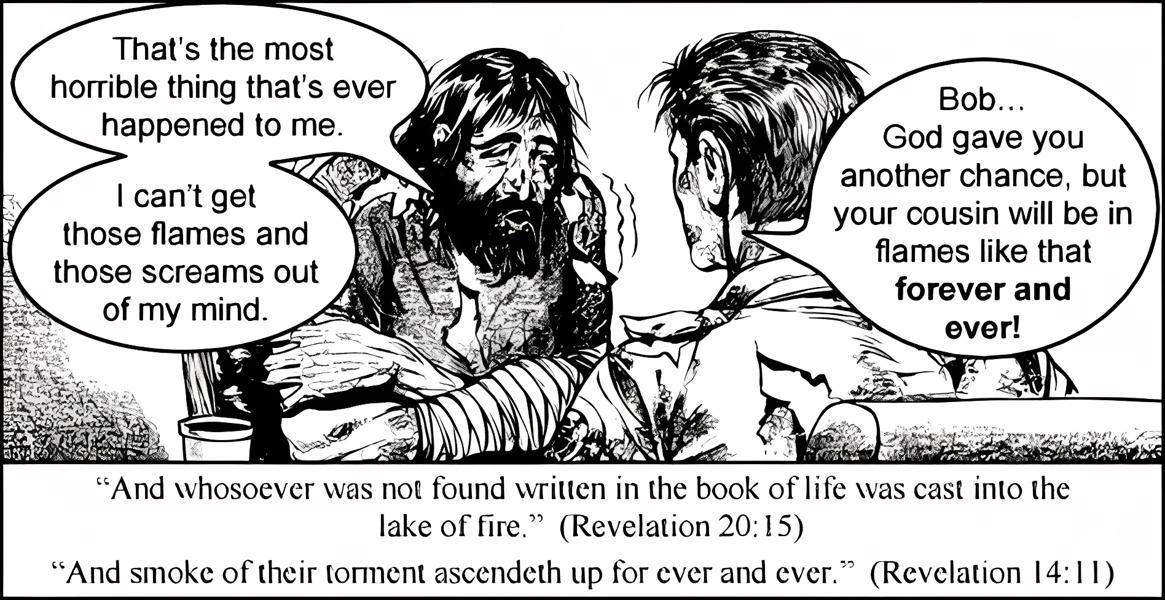 That's the most
horrible thing that's ever
happened to me.
I can't get
those flames and
those screams out
of my mind.
Bob...
God gave you
another chance, but
your cousin will be in
flames like that
forever and
ever!
“And whosoever was not found written in the book of life was cast into the
lake of fire.” (Revelation 20:15)
“And smoke of their torment ascendeth up for ever and ever.” (Revelation 14:11)